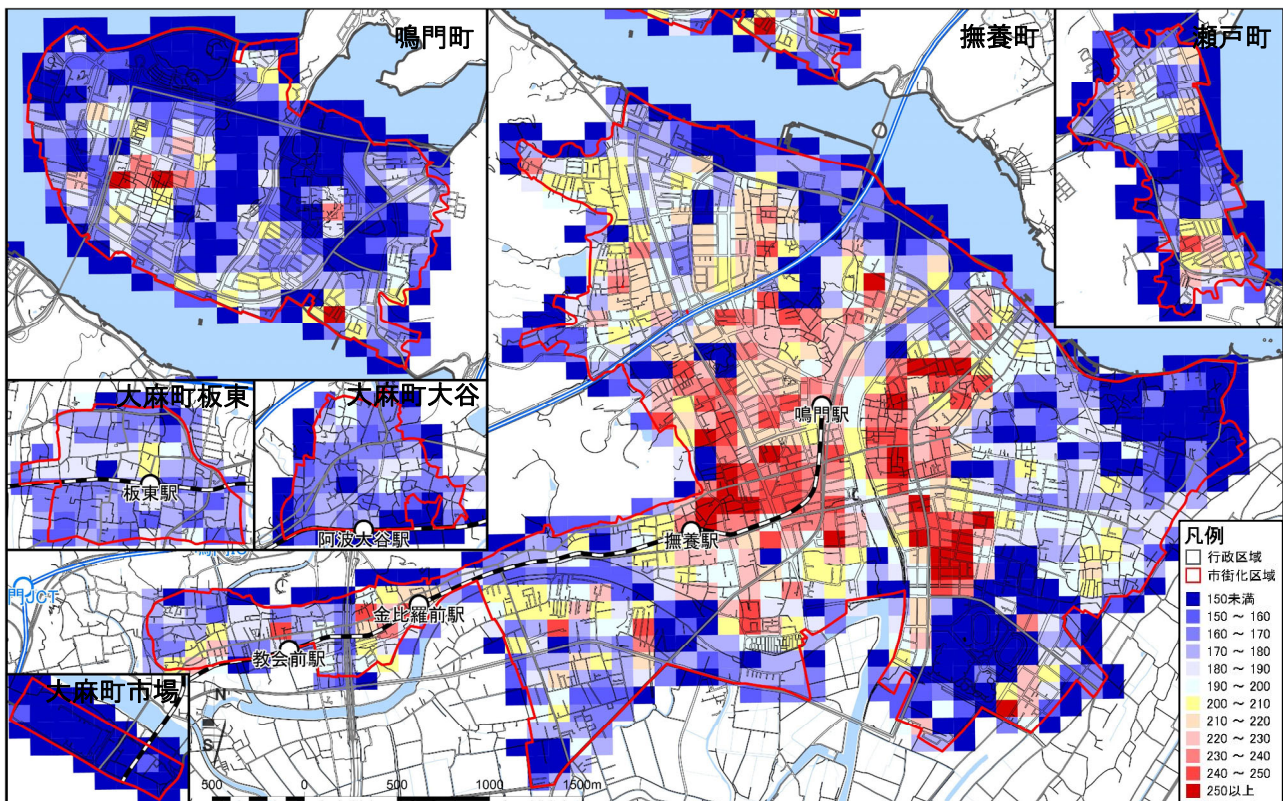 鳴門町
撫養町
瀬戸町
大麻町板東
大麻町大谷
鳴門駅
板東駅
阿波大谷駅
撫養駅
門JCT
金比羅前駅
教会前駅
大麻町市場
N
S
500 0 500 1000 1500m
凡例
行政区域
市街化区域
150未満
150 ～ 160
160 ～ 170
170 ～ 180
180 ～ 190
190 ～ 200
200 ～ 210
210 ～ 220
220 ～ 230
230 ～ 240
240 ～ 250
250以上